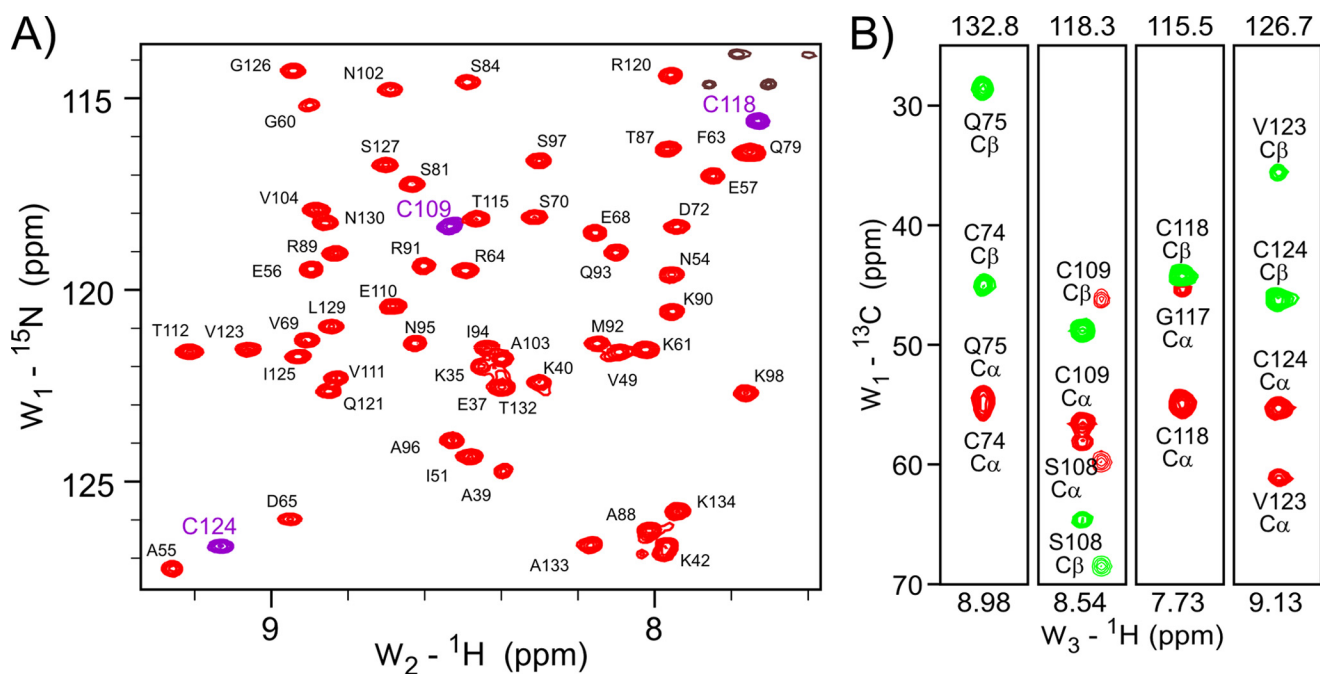 A)
115
120
125
W1 - 15N (ppm)
9
8
W2 - 1H (ppm)
G126
N102
S84
R120
G60
C118
S127
S81
S97
T87
F63
Q79
E57
V104
C109
T115
S70
N130
E68
D72
R89
R91
R64
Q93
N54
E56
E110
K90
L129
T112
V123
V69
N95
I94
A103
M92
K61
I125
V111
K35
K40
V49
Q121
E37
T132
K98
A96
I51
A39
D65
K134
C124
A88
A55
A133
K42
B)
132.8
118.3
115.5
126.7
30
40
50
60
70
W1 - 13C (ppm)
Q75
Cβ
C74
Cβ
Q75
Cα
C74
Cα
C109
Cβ
C109
Cα
S108
Cα
S108
Cβ
C118
Cβ
G117
Cα
C118
Cα
V123
Cβ
C124
Cβ
C124
Cα
V123
Cα
8.98
8.54
7.73
9.13
W3 - 1H (ppm)